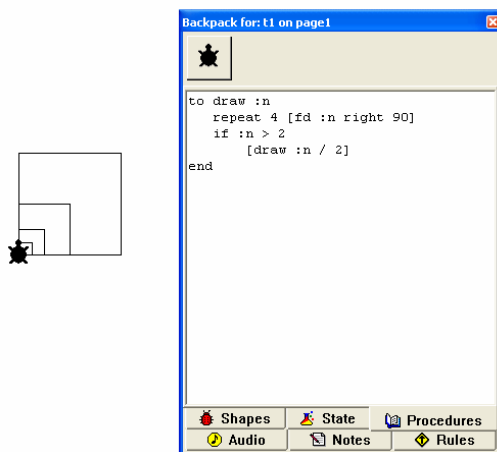 Backpack for: t1 on page1
to draw :n
repeat 4 [fd :n right 90]
if :n > 2
[draw :n / 2]
end
Shapes State Procedures
Audio Notes Rules